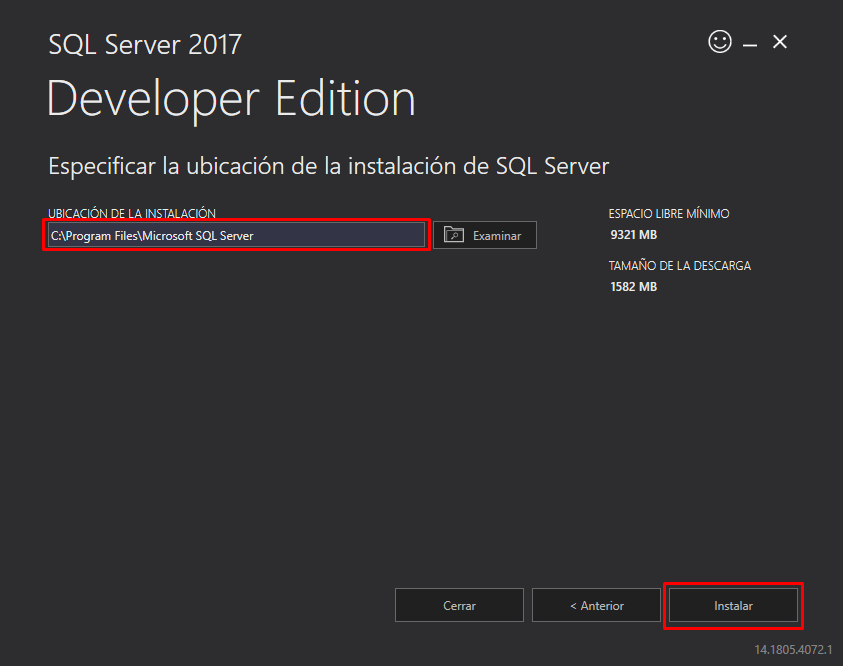 SQL Server 2017
Developer Edition
Especificar la ubicación de la instalación de SQL Server
UBICACIÓN DE LA INSTALACIÓN
C:\Program Files\Microsoft SQL Server
Examinar
ESPACIO LIBRE MÍNIMO
9321 MB
TAMAÑO DE LA DESCARGA
1582 MB
Cerrar
< Anterior
Instalar
14.1805.4072.1